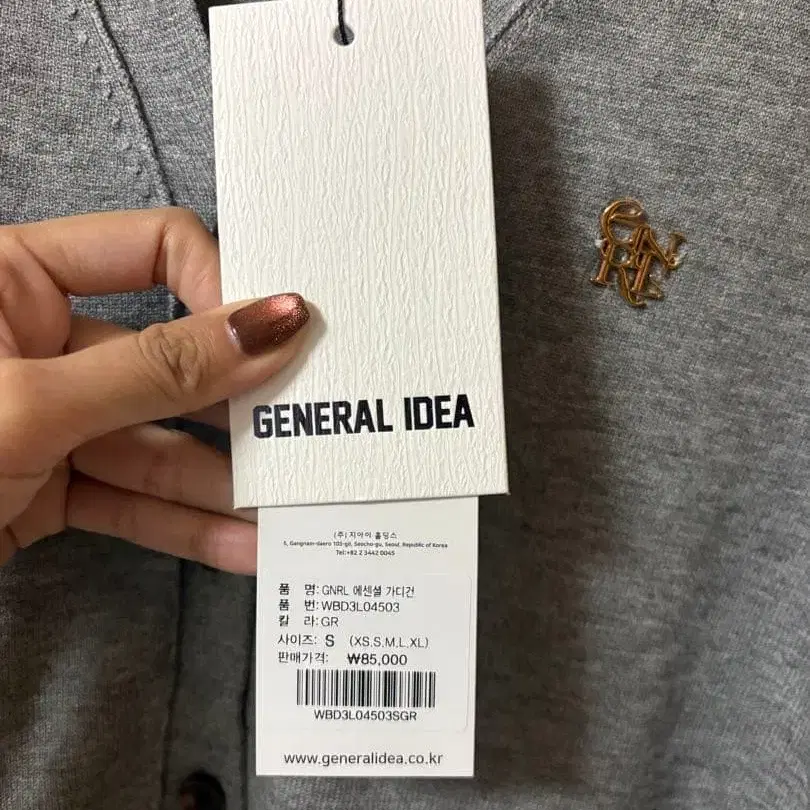 GENERAL IDEA
GNRL
(주) 지아이 홀딩스
5, Gangnam-daero 105-gil, Seocho-gu, Seoul, Republic of Korea
Tel:+82 2 3442 0045
품 명: GNRL 에센셜 가디건
품 번: WBD3L04503
칼 라: GR
사이즈: S (XS,S,M,L,XL)
판매가격: ₩85,000
WBD3L04503SGR
www.generalidea.co.kr